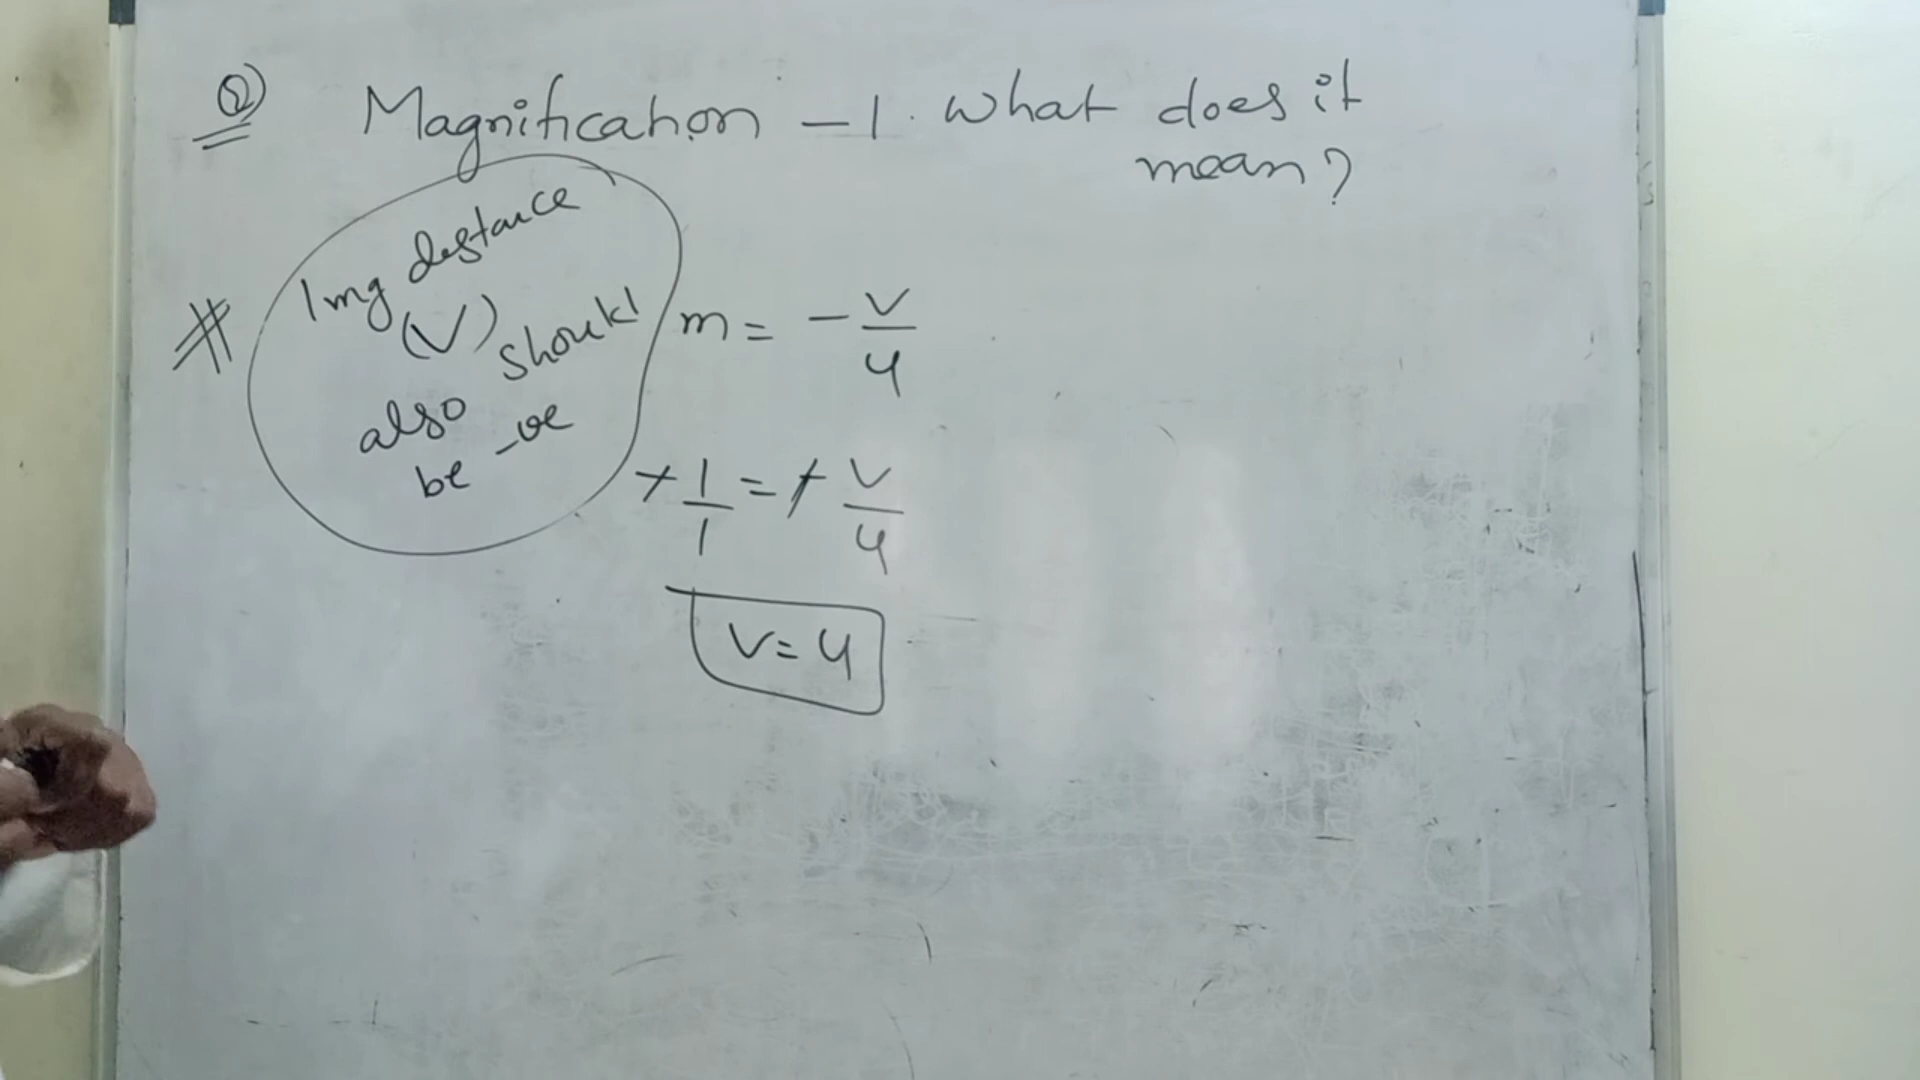 Q) Magnification -1. What does it
mean?
Img distance
(V) should
also
be -ve
# m = - v/u
+ 1/1 = + v/u
v = u